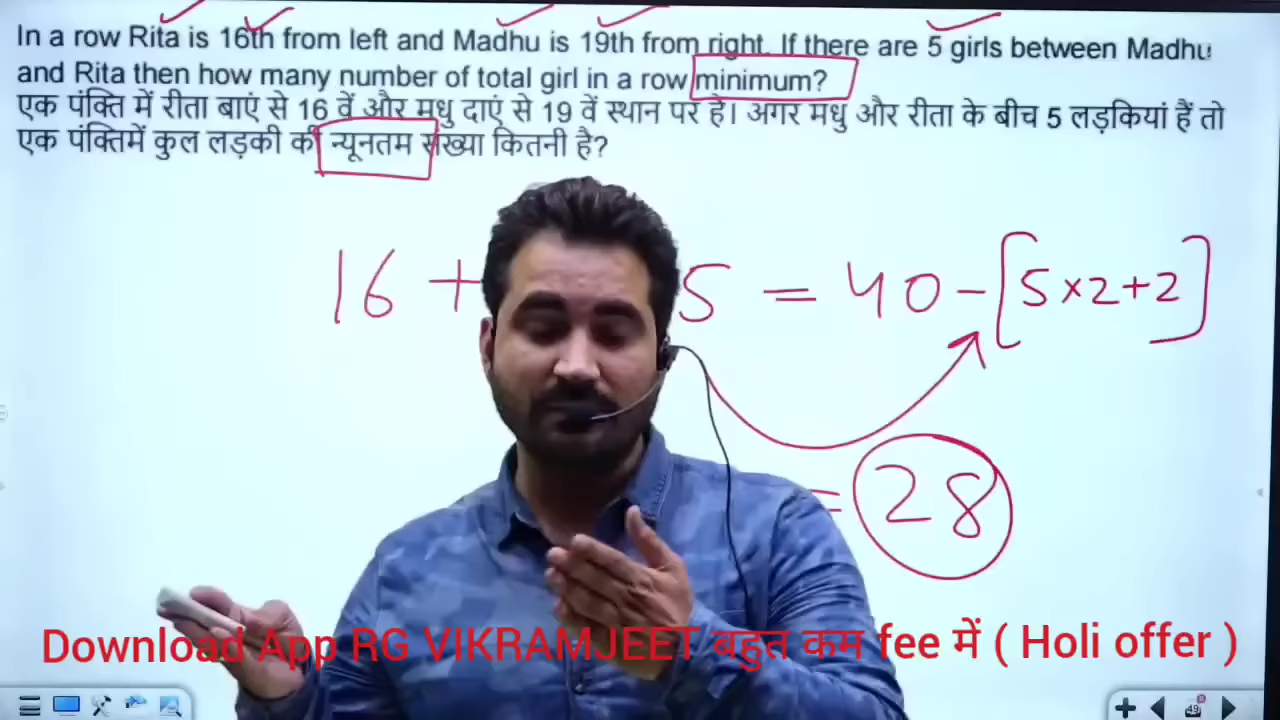 In a row Rita is 16th from left and Madhu is 19th from right. If there are 5 girls between Madhu
and Rita then how many number of total girl in a row minimum?
एक पंक्ति में रीता बाएं से 16 वें और मधु दाएं से 19 वें स्थान पर है। अगर मधु और रीता के बीच 5 लड़कियां हैं तो
एक पंक्तिमें कुल लड़की की न्यूनतम संख्या कितनी है?
16 + 5 = 40 - [5×2+2]
= 28
Download App RG VIKRAMJEET बहुत कम fee में ( Holi offer )
49